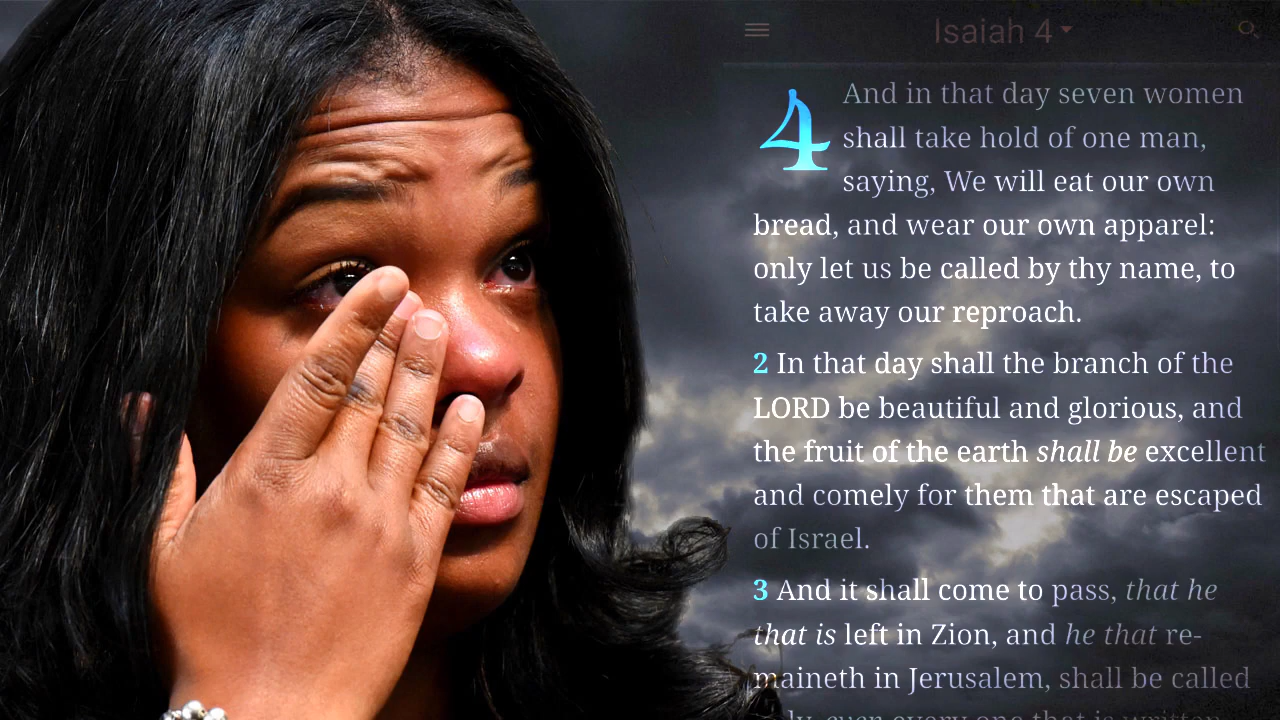 Isaiah 4
4 And in that day seven women
shall take hold of one man,
saying, We will eat our own
bread, and wear our own apparel:
only let us be called by thy name, to
take away our reproach.
2 In that day shall the branch of the
LORD be beautiful and glorious, and
the fruit of the earth shall be excellent
and comely for them that are escaped
of Israel.
3 And it shall come to pass, that he
that is left in Zion, and he that re-
maineth in Jerusalem, shall be called
even every one that is